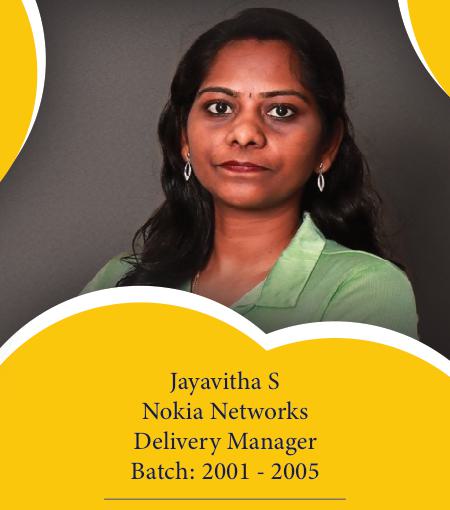 Jayavitha S
Nokia Networks
Delivery Manager
Batch: 2001 - 2005